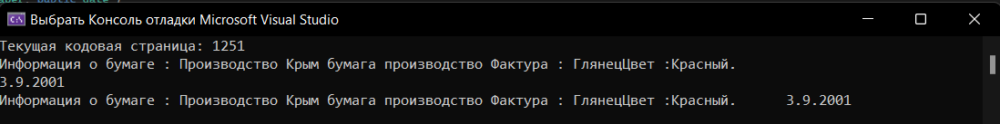 Выбрать Консоль отладки Microsoft Visual Studio
Текущая кодовая страница: 1251
Информация о бумаге : Производство Крым бумага производство Фактура : ГлянецЦвет :Красный.
3.9.2001
Информация о бумаге : Производство Крым бумага производство Фактура : ГлянецЦвет :Красный.      3.9.2001